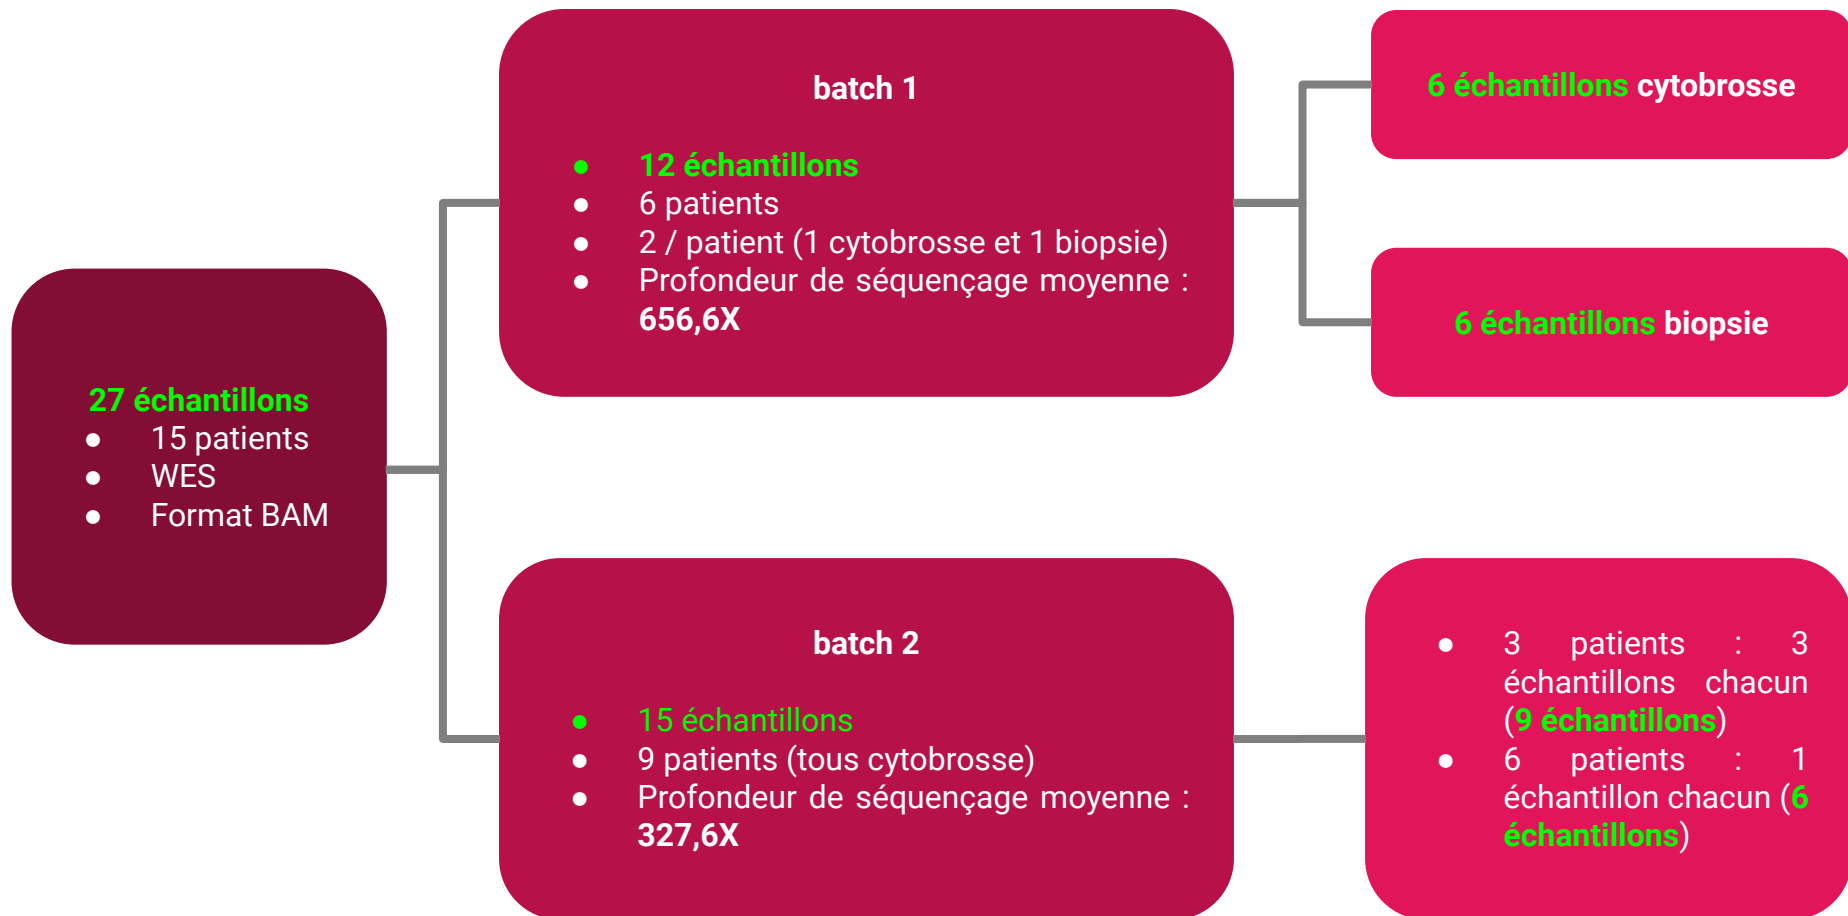 27 échantillons
● 15 patients
● WES
● Format BAM
batch 1
● 12 échantillons
● 6 patients
● 2 / patient (1 cytobrosse et 1 biopsie)
● Profondeur de séquençage moyenne :
656,6X
6 échantillons cytobrosse
6 échantillons biopsie
batch 2
● 15 échantillons
● 9 patients (tous cytobrosse)
● Profondeur de séquençage moyenne :
327,6X
● 3 patients : 3
échantillons chacun
(9 échantillons)
● 6 patients : 1
échantillon chacun (6
échantillons)